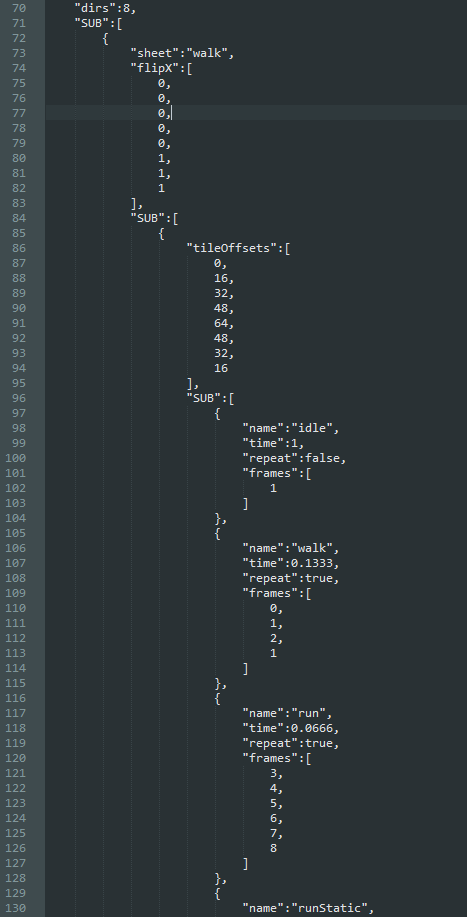 70 "dirs":8,
71 "SUB":[
72 {
73 "sheet":"walk",
74 "flipX":[
75 0,
76 0,
77 0,
78 0,
79 0,
80 1,
81 1,
82 1
83 ],
84 "SUB":[
85 {
86 "tileOffsets":[
87 0,
88 16,
89 32,
90 48,
91 64,
92 48,
93 32,
94 16
95 ],
96 "SUB":[
97 {
98 "name":"idle",
99 "time":1,
100 "repeat":false,
101 "frames":[
102 1
103 ]
104 },
105 {
106 "name":"walk",
107 "time":0.1333,
108 "repeat":true,
109 "frames":[
110 0,
111 1,
112 2,
113 1
114 ]
115 },
116 {
117 "name":"run",
118 "time":0.0666,
119 "repeat":true,
120 "frames":[
121 3,
122 4,
123 5,
124 6,
125 7,
126 8
127 ]
128 },
129 {
130 "name":"runStatic",